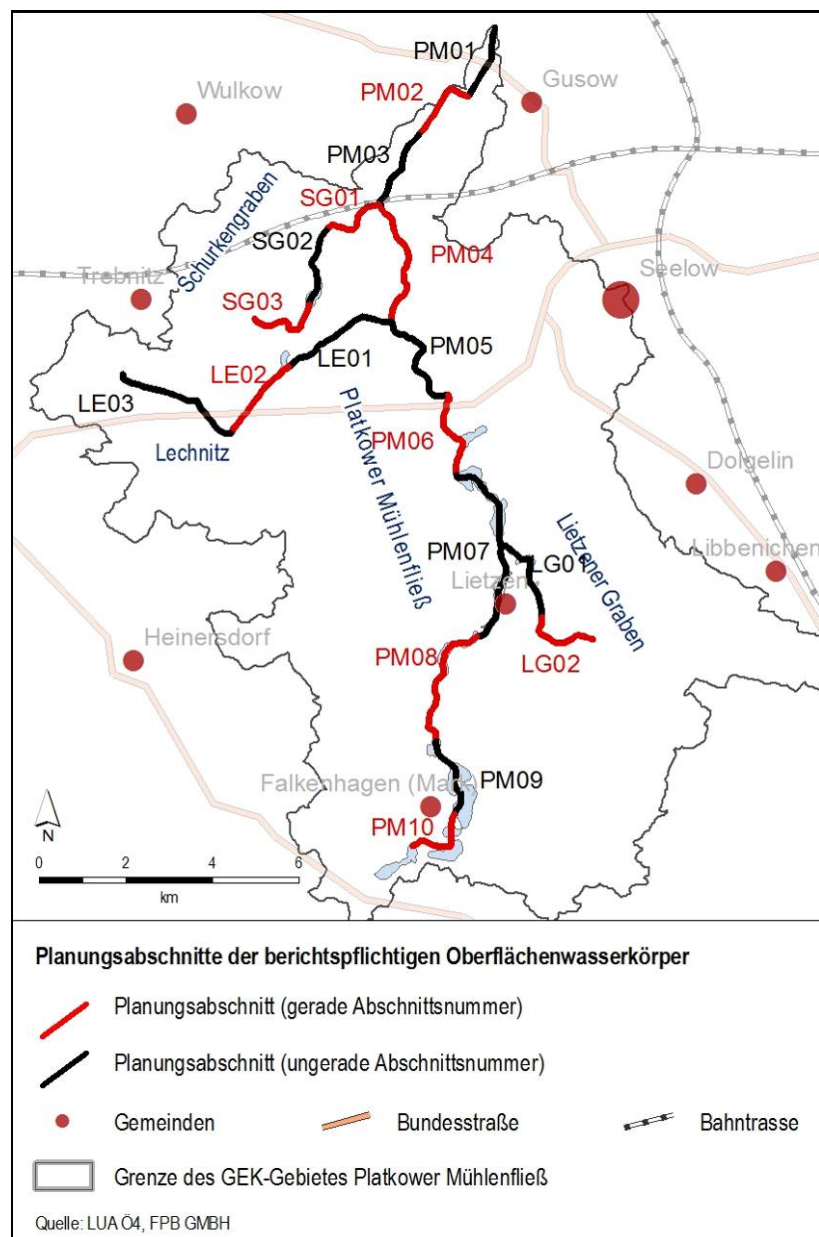 PM01
Gusow
PM02
Wulkow
PM03
SG01
Schurkengraben
SG02
PM04
Seelow
Trebnitz
SG03
PM05
LE01
LE02
LE03
Platkower Mühlenfließ
PM06
Lechnitz
Dolgelin
PM07
LG01
Lietzener Graben
Libbenichen
Lietzen
Heinersdorf
PM08
LG02
PM09
Falkenhagen (Mark)
PM10
N
0 2 4 6
km
Planungsabschnitte der berichtspflichtigen Oberflächenwasserkörper
Planungsabschnitt (gerade Abschnittsnummer)
Planungsabschnitt (ungerade Abschnittsnummer)
Gemeinden Bundesstraße Bahntrasse
Grenze des GEK-Gebietes Platkower Mühlenfließ
Quelle: LUA Ö4, FPB GMBH